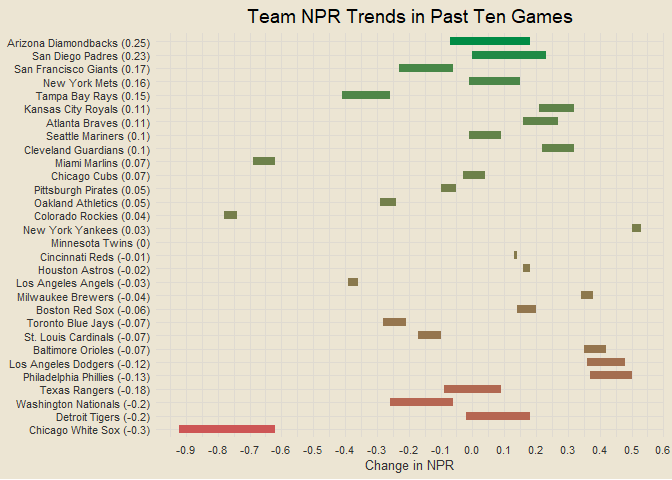 Team NPR Trends in Past Ten Games
Arizona Diamondbacks (0.25)
San Diego Padres (0.23)
San Francisco Giants (0.17)
New York Mets (0.16)
Tampa Bay Rays (0.15)
Kansas City Royals (0.11)
Atlanta Braves (0.11)
Seattle Mariners (0.1)
Cleveland Guardians (0.1)
Miami Marlins (0.07)
Chicago Cubs (0.07)
Pittsburgh Pirates (0.05)
Oakland Athletics (0.05)
Colorado Rockies (0.04)
New York Yankees (0.03)
Minnesota Twins (0)
Cincinnati Reds (-0.01)
Houston Astros (-0.02)
Los Angeles Angels (-0.03)
Milwaukee Brewers (-0.04)
Boston Red Sox (-0.06)
Toronto Blue Jays (-0.07)
St. Louis Cardinals (-0.07)
Baltimore Orioles (-0.07)
Los Angeles Dodgers (-0.12)
Philadelphia Phillies (-0.13)
Texas Rangers (-0.18)
Washington Nationals (-0.2)
Detroit Tigers (-0.2)
Chicago White Sox (-0.3)
-0.9 -0.8 -0.7 -0.6 -0.5 -0.4 -0.3 -0.2 -0.1 0.0 0.1 0.2 0.3 0.4 0.5 0.6
Change in NPR